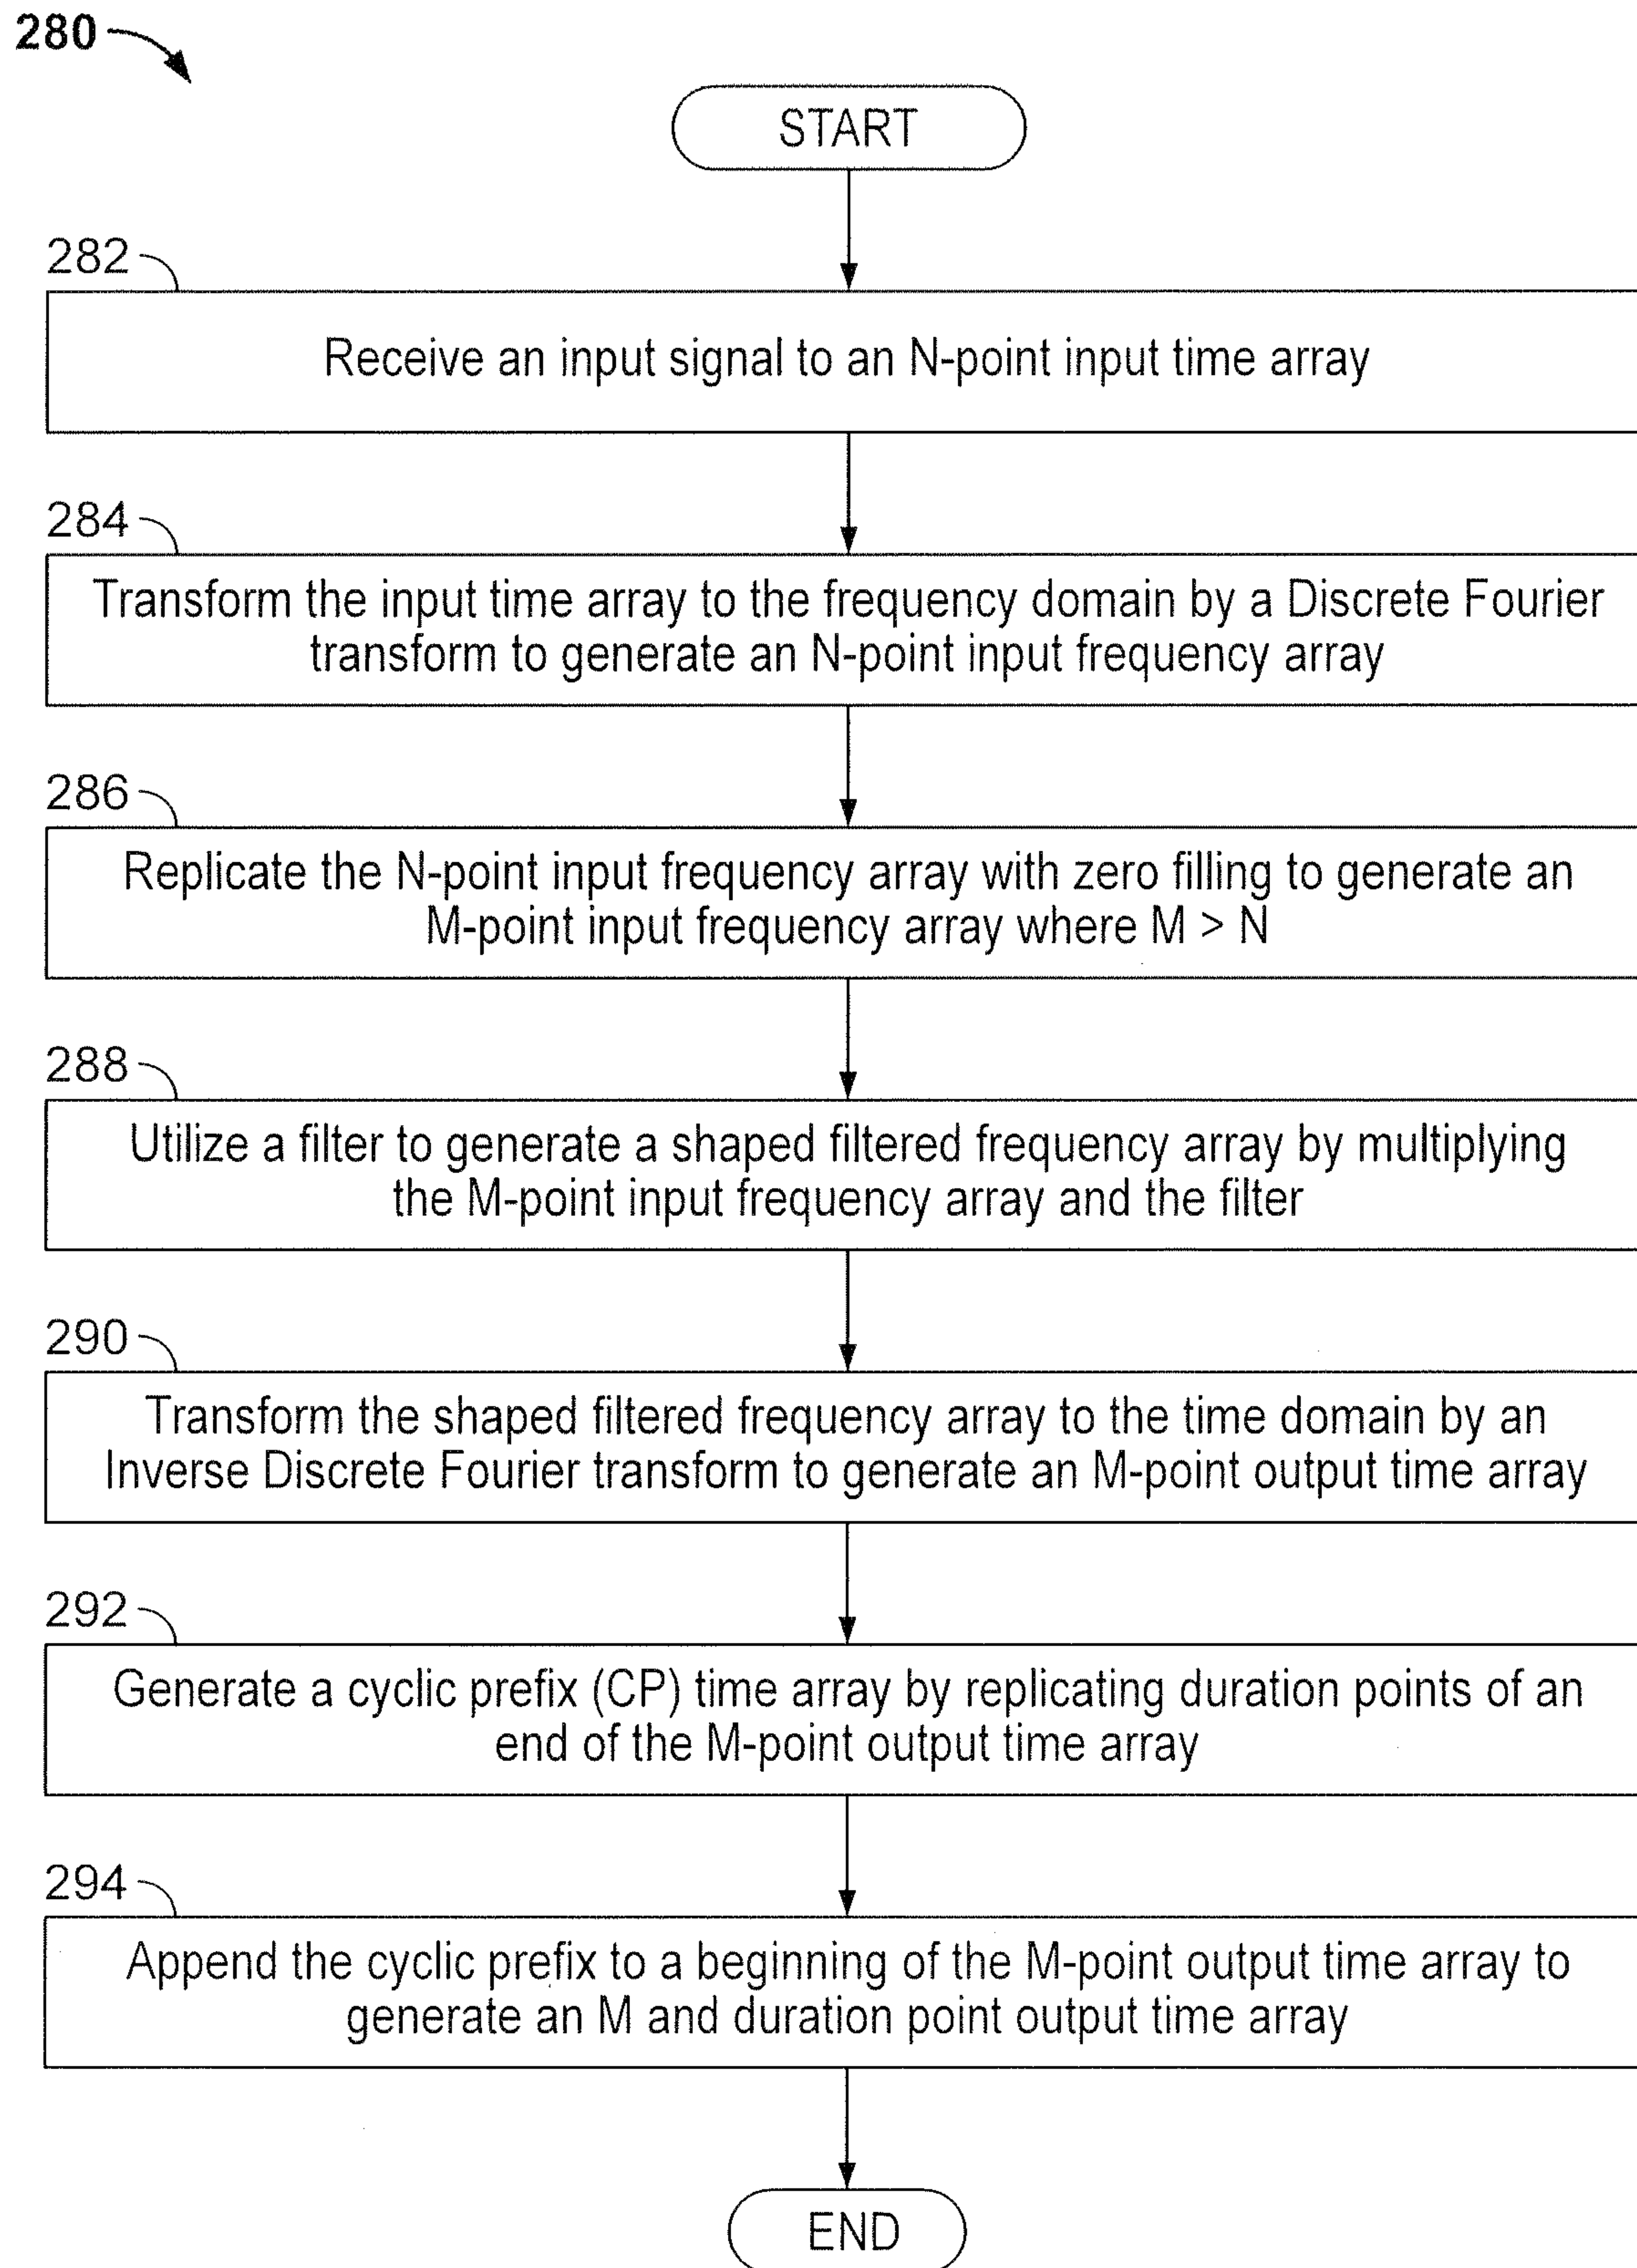 280
START
282
Receive an input signal to an N-point input time array
284
Transform the input time array to the frequency domain by a Discrete Fourier
transform to generate an N-point input frequency array
286
Replicate the N-point input frequency array with zero filling to generate an
M-point input frequency array where M > N
288
Utilize a filter to generate a shaped filtered frequency array by multiplying
the M-point input frequency array and the filter
290
Transform the shaped filtered frequency array to the time domain by an
Inverse Discrete Fourier transform to generate an M-point output time array
292
Generate a cyclic prefix (CP) time array by replicating duration points of an
end of the M-point output time array
294
Append the cyclic prefix to a beginning of the M-point output time array to
generate an M and duration point output time array
END